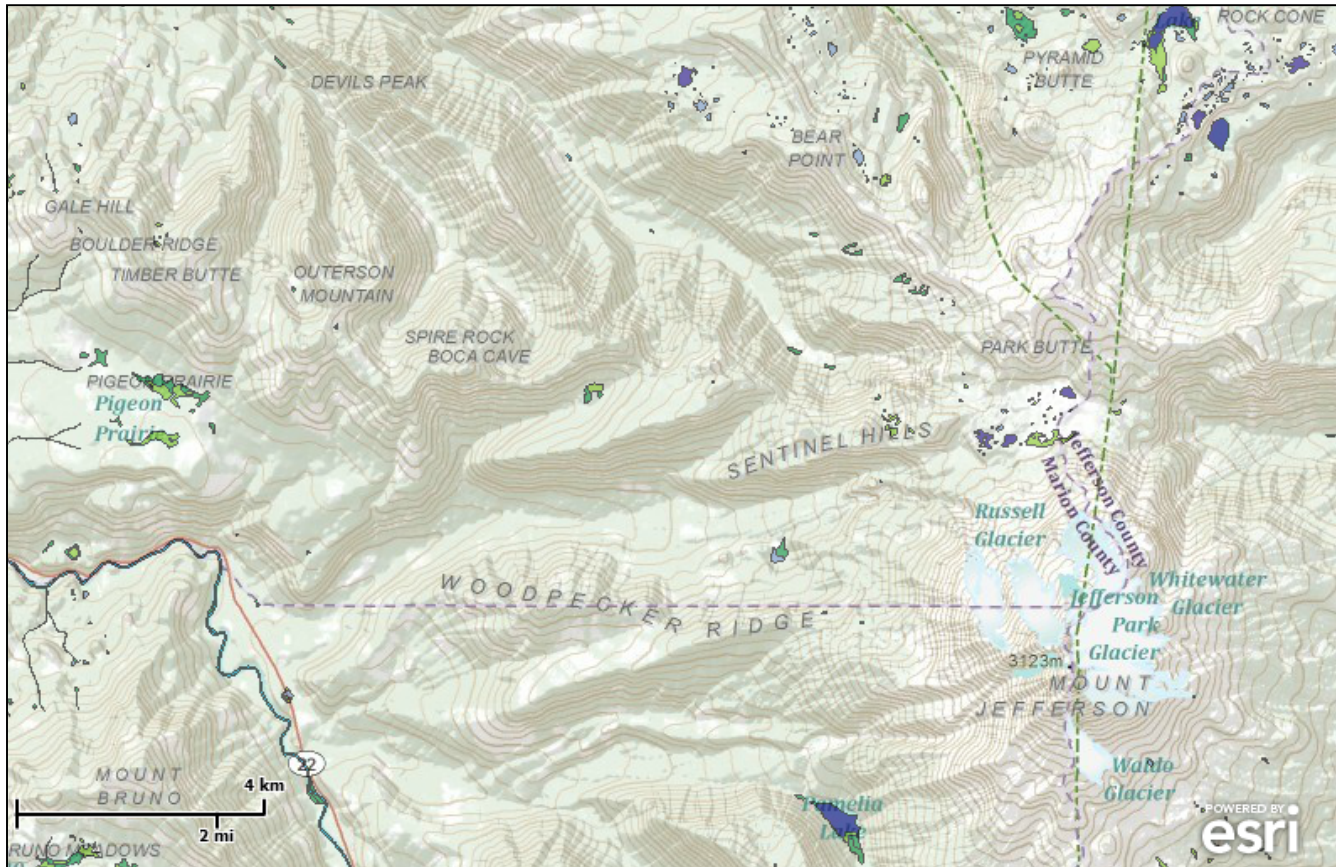 Lake
ROCK CONE
PYRAMID
BUTTE
DEVILS PEAK
BEAR
POINT
GALE HILL
BOULDER RIDGE
TIMBER BUTTE
OUTERSON
MOUNTAIN
SPIRE ROCK
BOCA CAVE
PARK BUTTE
PIGEON PRAIRIE
Pigeon
Prairie
SENTINEL HILLS
Jefferson County
Marion County
Russell
Glacier
WOODPECKER RIDGE
Whitewater
Glacier
Jefferson
Park
Glacier
3123m
MOUNT
JEFFERSON
22
MOUNT
BRUNO
4 km
2 mi
Waldo
Glacier
Pamelia
Lake
RUNO MEADOWS
POWERED BY
esri